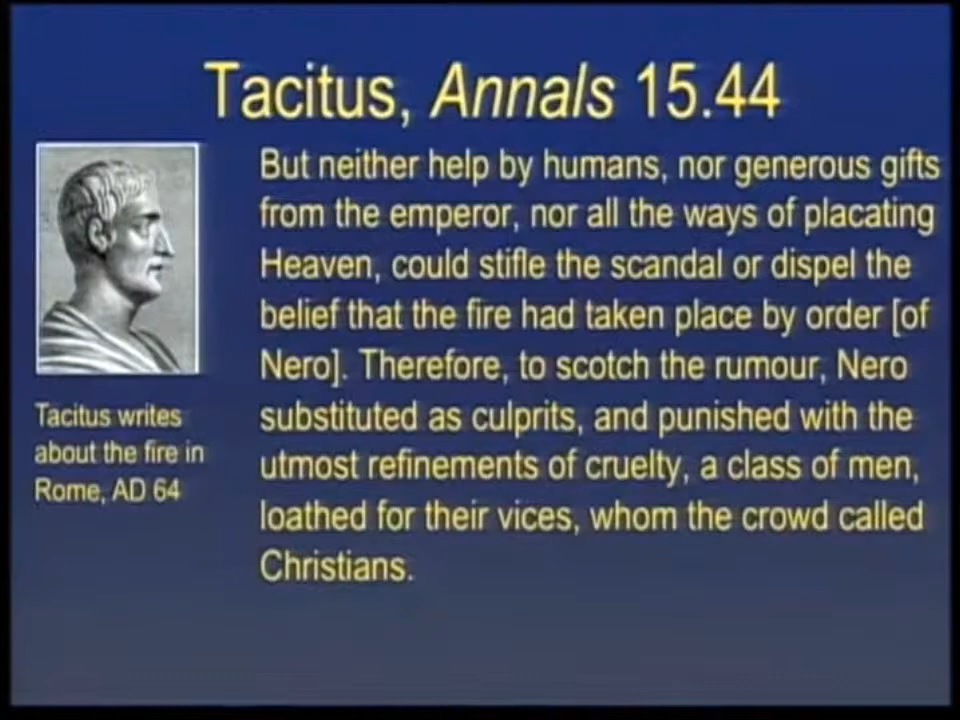 Tacitus, Annals 15.44
But neither help by humans, nor generous gifts
from the emperor, nor all the ways of placating
Heaven, could stifle the scandal or dispel the
belief that the fire had taken place by order [of
Nero]. Therefore, to scotch the rumour, Nero
substituted as culprits, and punished with the
utmost refinements of cruelty, a class of men,
loathed for their vices, whom the crowd called
Christians.
Tacitus writes
about the fire in
Rome, AD 64